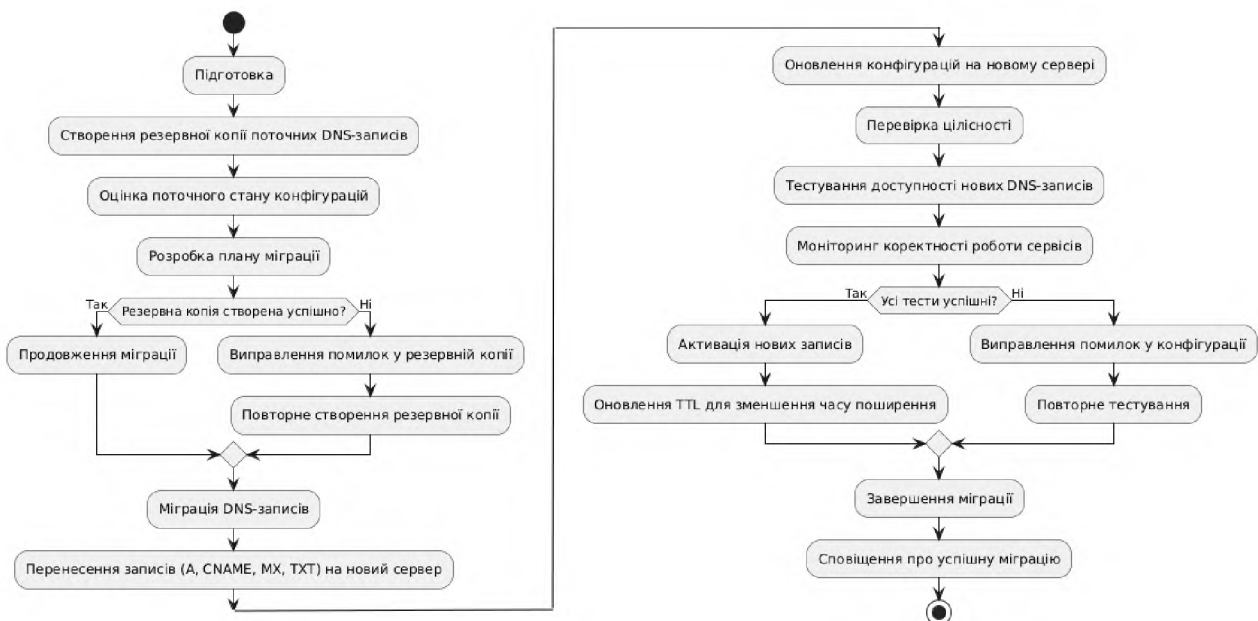 Підготовка
Створення резервної копії поточних DNS-записів
Оцінка поточного стану конфігурацій
Розробка плану міграції
Так
Резервна копія створена успішно?
Ні
Продовження міграції
Виправлення помилок у резервній копії
Повторне створення резервної копії
Міграція DNS-записів
Перенесення записів (A, CNAME, MX, TXT) на новий сервер
Оновлення конфігурацій на новому сервері
Перевірка цілісності
Тестування доступності нових DNS-записів
Моніторинг коректності роботи сервісів
Так
Усі тести успішні?
Ні
Активація нових записів
Виправлення помилок у конфігурації
Оновлення TTL для зменшення часу поширення
Повторне тестування
Завершення міграції
Сповіщення про успішну міграцію